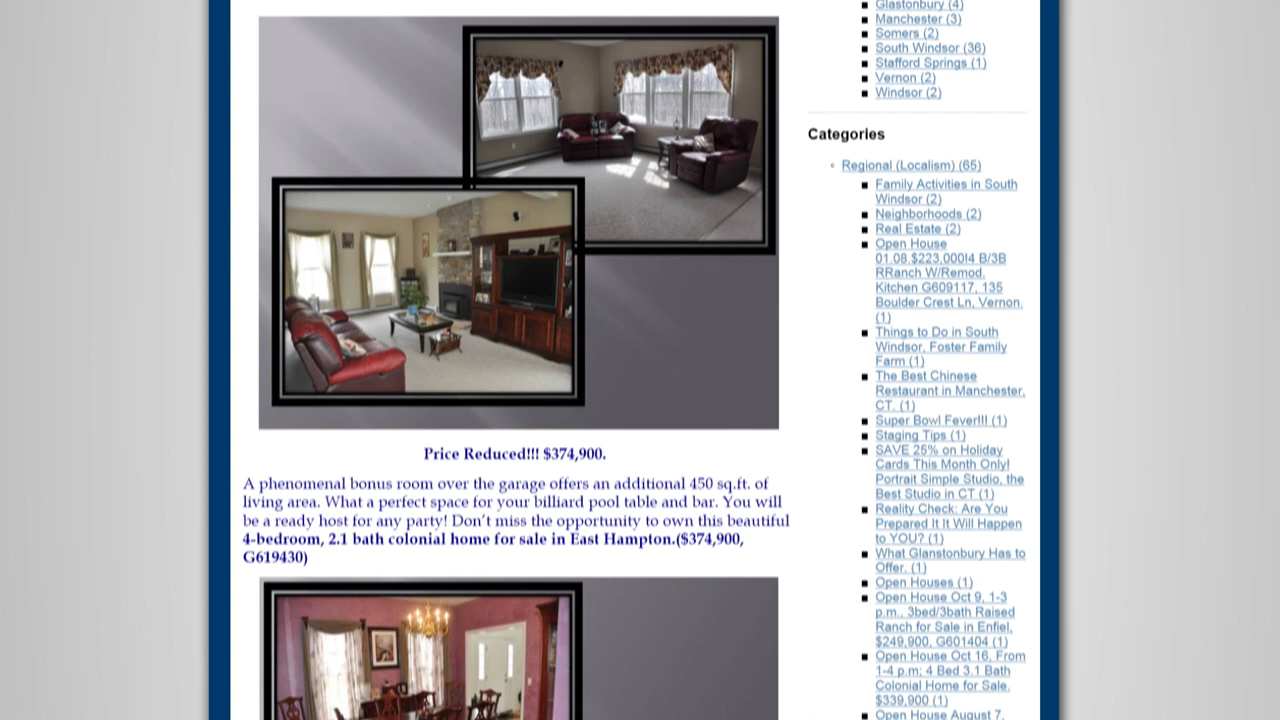 Price Reduced!!! $374,900.
A phenomenal bonus room over the garage offers an additional 450 sq.ft. of
living area. What a perfect space for your billiard pool table and bar. You will
be a ready host for any party! Don't miss the opportunity to own this beautiful
4-bedroom, 2.1 bath colonial home for sale in East Hampton.($374,900,
G619430)
Glastonbury (4)
Manchester (3)
Somers (2)
South Windsor (36)
Stafford Springs (1)
Vernon (2)
Windsor (2)
Categories
Regional (Localism) (65)
Family Activities in South
Windsor (2)
Neighborhoods (2)
Real Estate (2)
Open House
01.08.$223,000!4 B/3B
RRanch W/Remod.
Kitchen G609117, 135
Boulder Crest Ln, Vernon.
(1)
Things to Do in South
Windsor, Foster Family
Farm (1)
The Best Chinese
Restaurant in Manchester,
CT. (1)
Super Bowl Fever!!! (1)
Staging Tips (1)
SAVE 25% on Holiday
Cards This Month Only!
Portrait Simple Studio, the
Best Studio in CT (1)
Reality Check: Are You
Prepared It It Will Happen
to YOU? (1)
What Glanstonbury Has to
Offer. (1)
Open Houses (1)
Open House Oct 9, 1-3
p.m., 3bed/3bath Raised
Ranch for Sale in Enfiel,
$249,900, G601404 (1)
Open House Oct 16, From
1-4 p.m; 4 Bed 3.1 Bath
Colonial Home for Sale,
$339,900 (1)
Open House August 7,